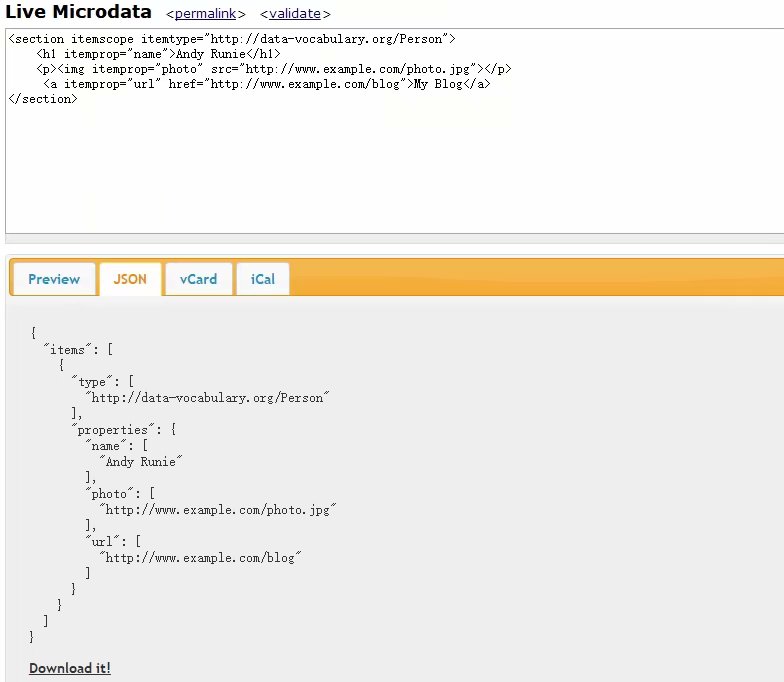 Live Microdata <permalink> <validate>
<section itemscope itemtype="http://data-vocabulary.org/Person">
    <h1 itemprop="name">Andy Runie</h1>
    <p><img itemprop="photo" src="http://www.example.com/photo.jpg"></p>
     <a itemprop="url" href="http://www.example.com/blog">My Blog</a>
</section>
Preview JSON vCard iCal
{
  "items": [
    {
      "type": [
        "http://data-vocabulary.org/Person"
      ],
      "properties": {
        "name": [
          "Andy Runie"
        ],
        "photo": [
          "http://www.example.com/photo.jpg"
        ],
        "url": [
          "http://www.example.com/blog"
        ]
      }
    }
  ]
}
Download it!